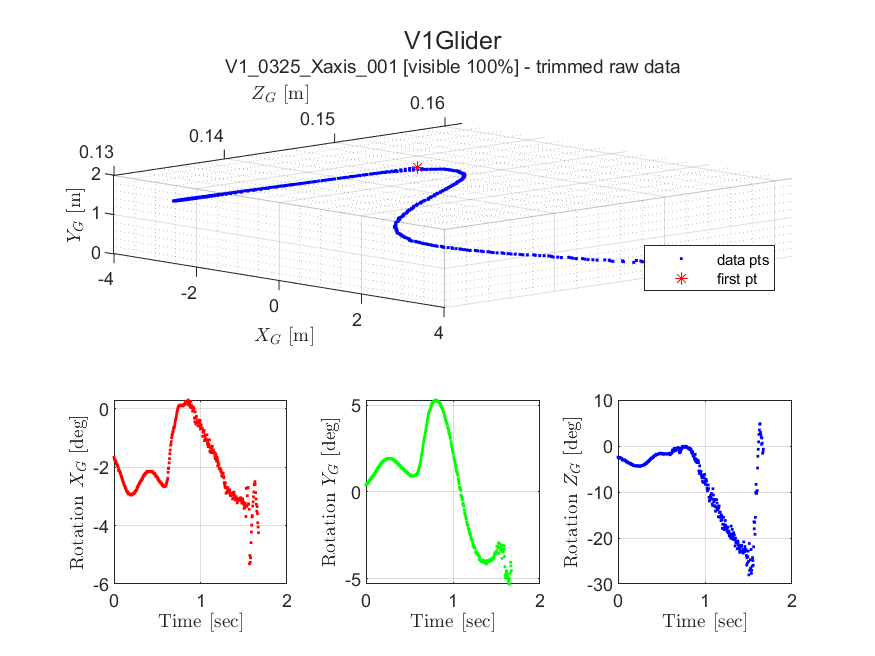 V1Glider
V1_0325_Xaxis_001 [visible 100%] - trimmed raw data
Z_G [m]
0.13
0.14
0.15
0.16
Y_G [m]
2
1
0
-4
-2
0
2
4
X_G [m]
data pts
first pt
Rotation X_G [deg]
0
-2
-4
-6
0
1
2
Time [sec]
Rotation Y_G [deg]
5
0
-5
0
1
2
Time [sec]
Rotation Z_G [deg]
10
0
-10
-20
-30
0
1
2
Time [sec]